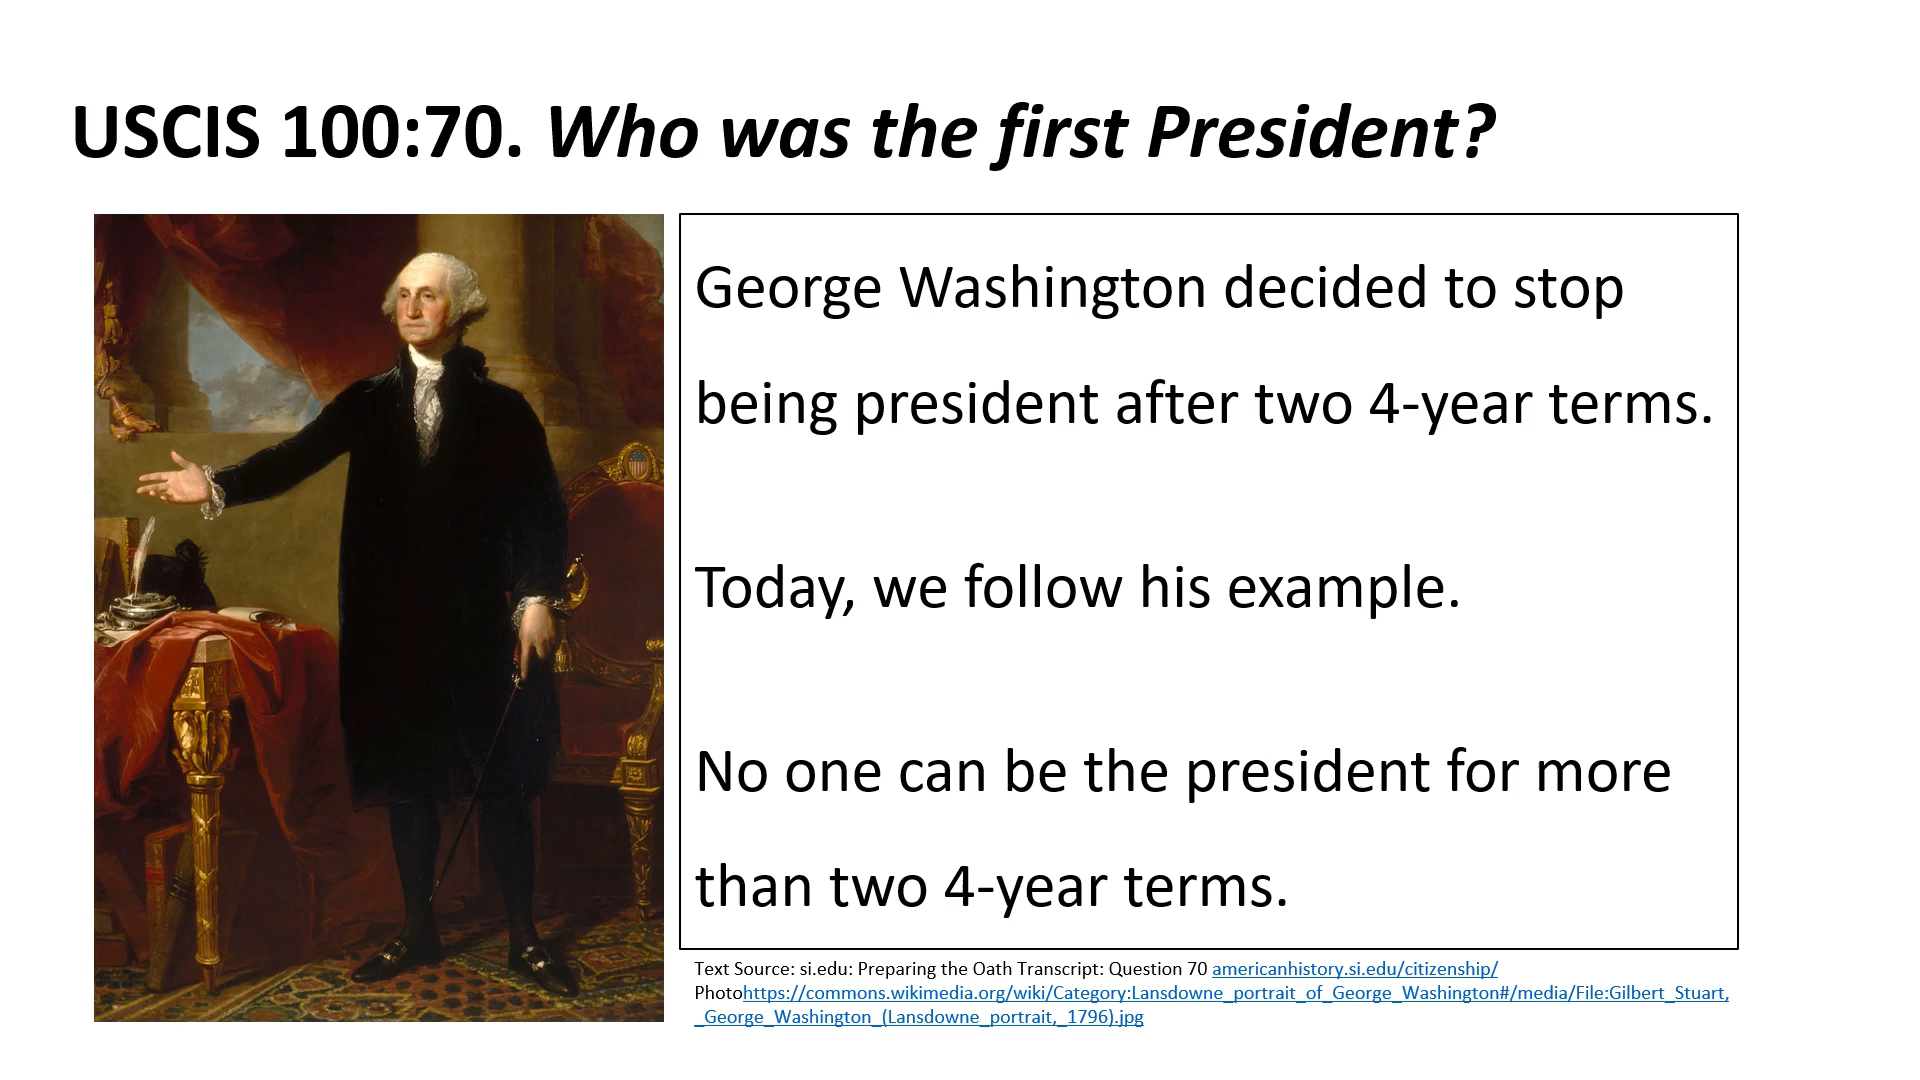 USCIS 100:70. Who was the first President?
George Washington decided to stop
being president after two 4-year terms.
Today, we follow his example.
No one can be the president for more
than two 4-year terms.
Text Source: si.edu: Preparing the Oath Transcript: Question 70 americanhistory.si.edu/citizenship/
Photohttps://commons.wikimedia.org/wiki/Category:Lansdowne_portrait_of_George_Washington#/media/File:Gilbert_Stuart,
_George_Washington_(Lansdowne_portrait,_1796).jpg